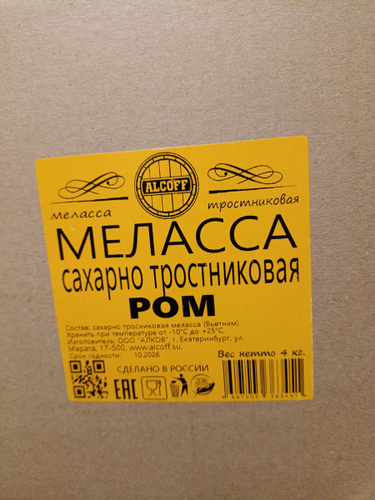 ALCOFF
меласса тростниковая
МЕЛАССА
сахарно тростниковая
РОМ
Состав: сахарно тросниковая меласса (Вьетнам).
Хранить при температуре от -10°С до +25°С.
Изготовитель: ООО "АЛКОВ", г. Екатеринбург, ул.
Марата, 17-500, www.alcoff.su.
Срок годности: 10.2026
Вес нетто 4 кг.
СДЕЛАНО В РОССИИ
EAC